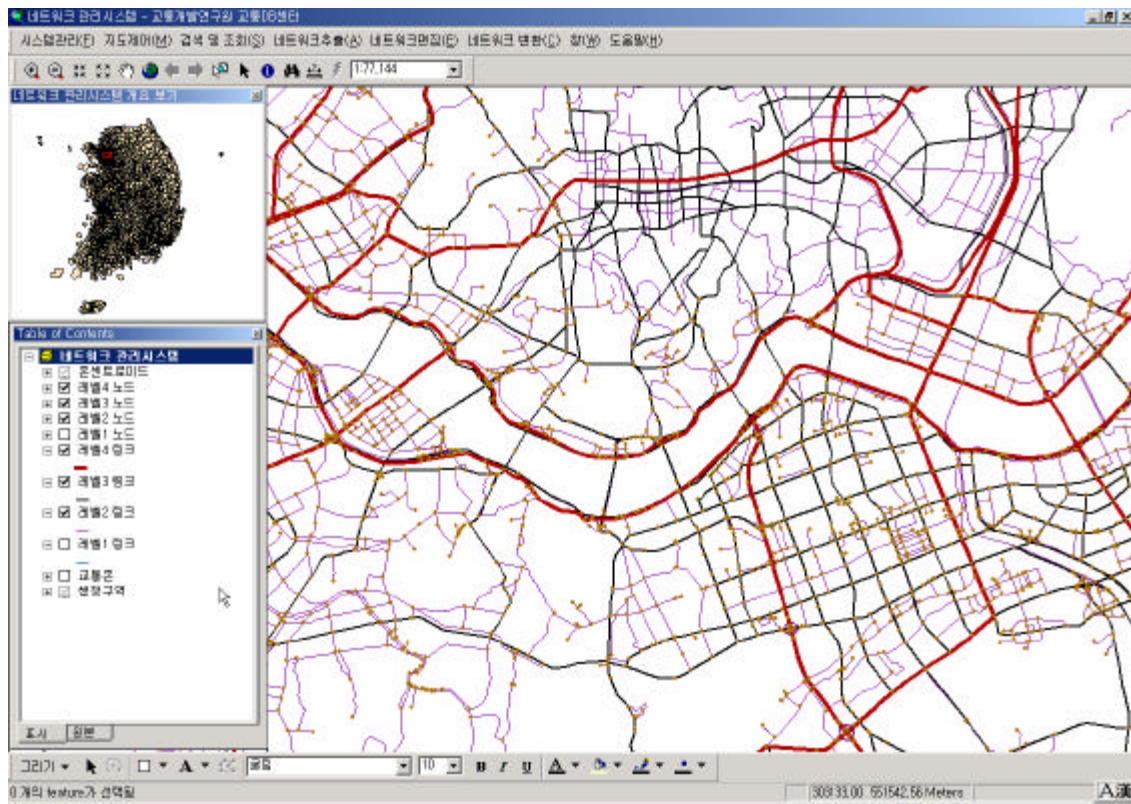 네트워크 관리시스템 - 교통개발연구원 교통DB센터
시스템관리(F) 지도제어(M) 검색 및 조회(S) 네트워크추출(A) 네트워크편집(E) 네트워크 변환(C) 창(W) 도움말(H)
1:77,144
네트워크 관리시스템 개요 보기
Table of Contents
네트워크 관리시스템
존센트로이드
레벨4 노드
레벨3 노드
레벨2 노드
레벨1 노드
레벨4 링크
레벨3 링크
레벨2 링크
레벨1 링크
교통존
행정구역
표시 원본
그리기 A 굴림 10 B I U A
0 개의 feature가 선택됨
551542.56 Meters
A漢